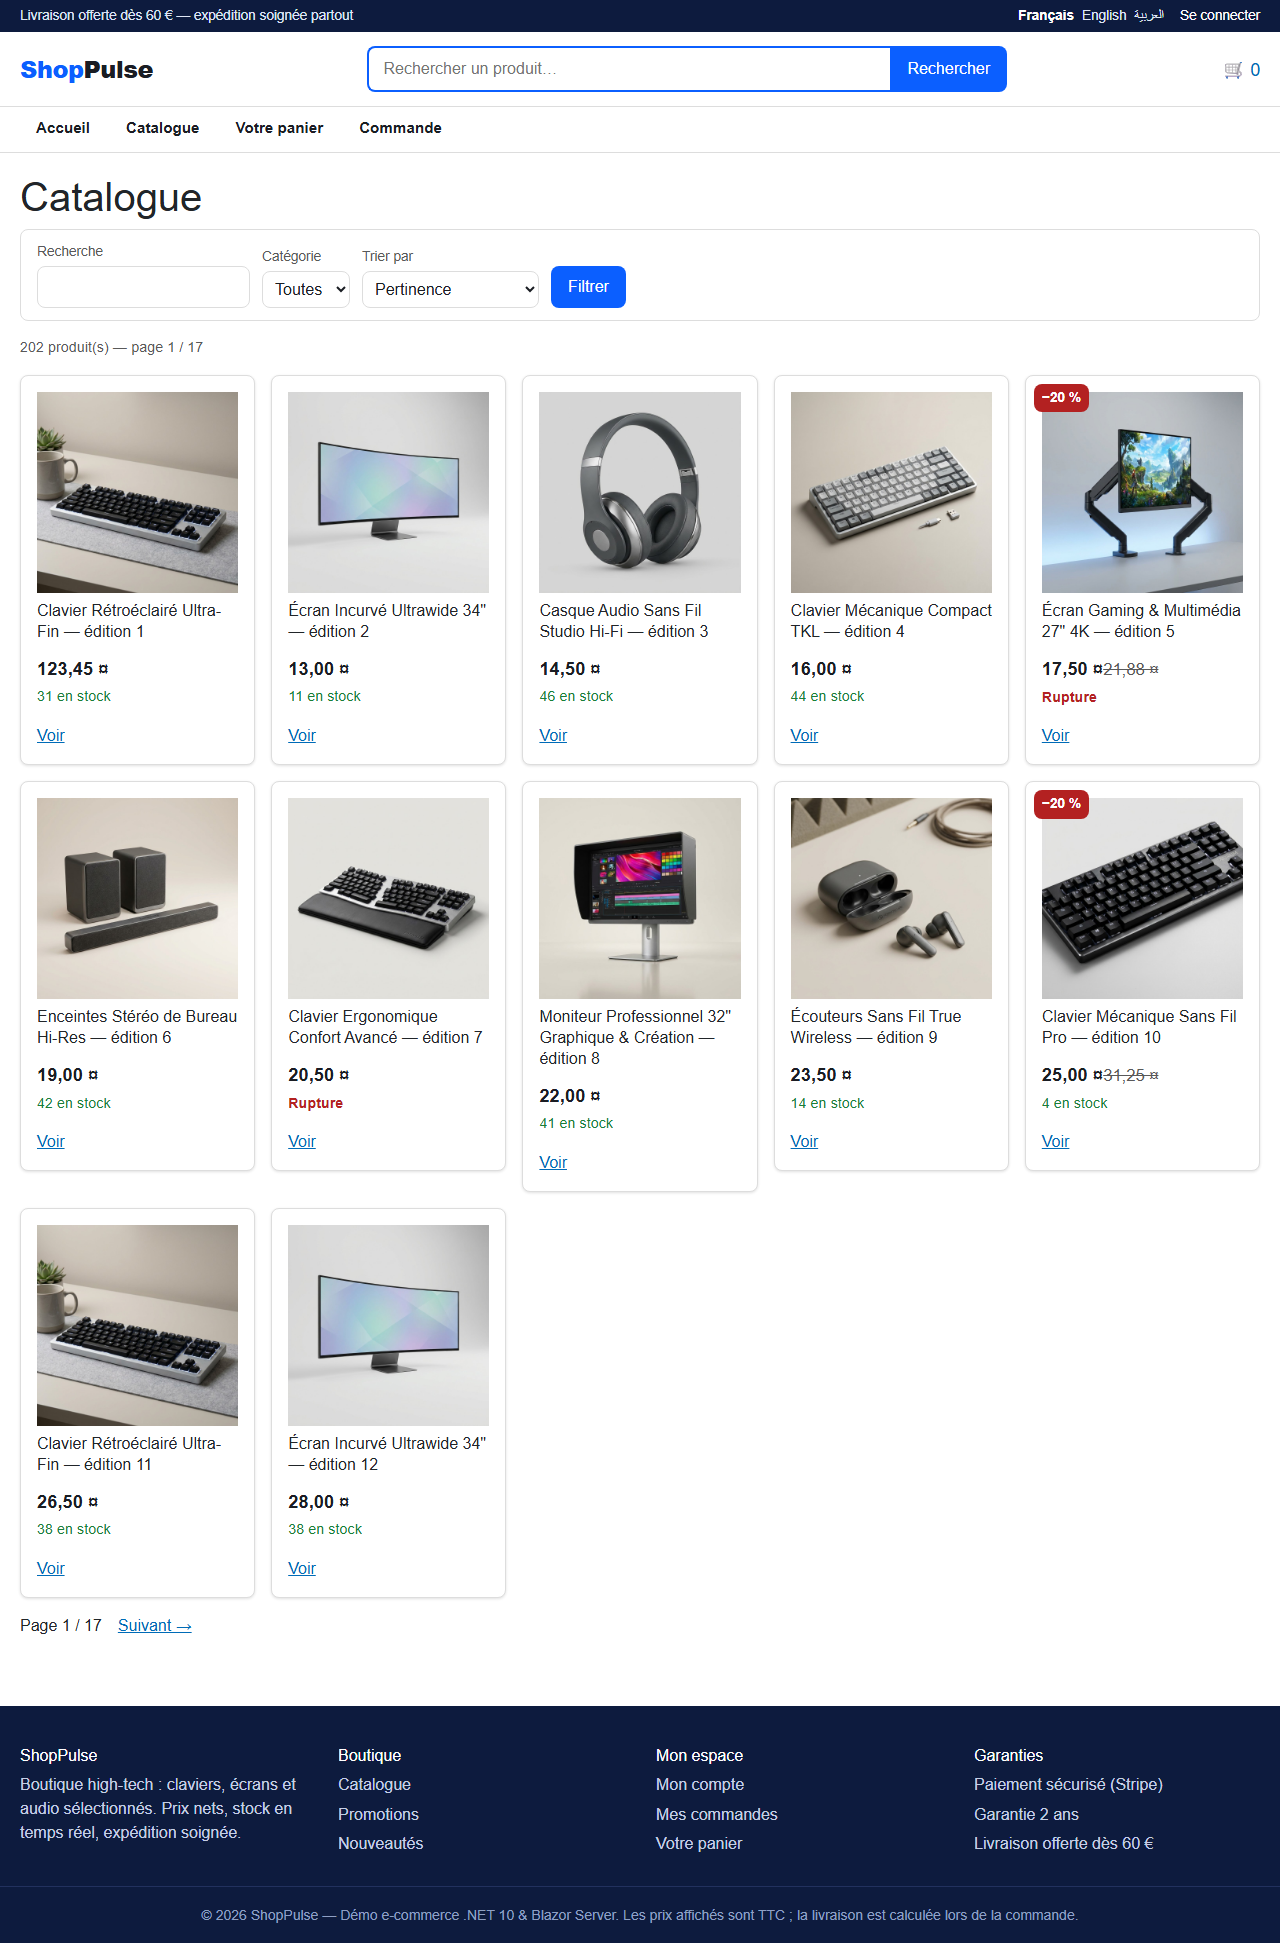 Livraison offerte dès 60 € — expédition soignée partout
Français English العربية Se connecter
ShopPulse
Rechercher un produit…
Rechercher
0
Accueil Catalogue Votre panier Commande
Catalogue
Recherche
Catégorie
Trier par
Toutes
Pertinence
Filtrer
202 produit(s) — page 1 / 17
Clavier Rétroéclairé Ultra-
Fin — édition 1
123,45 ¤
31 en stock
Voir
Écran Incurvé Ultrawide 34"
— édition 2
13,00 ¤
11 en stock
Voir
Casque Audio Sans Fil
Studio Hi-Fi — édition 3
14,50 ¤
46 en stock
Voir
Clavier Mécanique Compact
TKL — édition 4
16,00 ¤
44 en stock
Voir
−20 %
Écran Gaming & Multimédia
27" 4K — édition 5
17,50 ¤21,88 ¤
Rupture
Voir
Enceintes Stéréo de Bureau
Hi-Res — édition 6
19,00 ¤
42 en stock
Voir
Clavier Ergonomique
Confort Avancé — édition 7
20,50 ¤
Rupture
Voir
Moniteur Professionnel 32"
Graphique & Création —
édition 8
22,00 ¤
41 en stock
Voir
Écouteurs Sans Fil True
Wireless — édition 9
23,50 ¤
14 en stock
Voir
−20 %
Clavier Mécanique Sans Fil
Pro — édition 10
25,00 ¤31,25 ¤
4 en stock
Voir
Clavier Rétroéclairé Ultra-
Fin — édition 11
26,50 ¤
38 en stock
Voir
Écran Incurvé Ultrawide 34"
— édition 12
28,00 ¤
38 en stock
Voir
Page 1 / 17 Suivant →
ShopPulse
Boutique high-tech : claviers, écrans et
audio sélectionnés. Prix nets, stock en
temps réel, expédition soignée.
Boutique
Catalogue
Promotions
Nouveautés
Mon espace
Mon compte
Mes commandes
Votre panier
Garanties
Paiement sécurisé (Stripe)
Garantie 2 ans
Livraison offerte dès 60 €
© 2026 ShopPulse — Démo e-commerce .NET 10 & Blazor Server. Les prix affichés sont TTC ; la livraison est calculée lors de la commande.